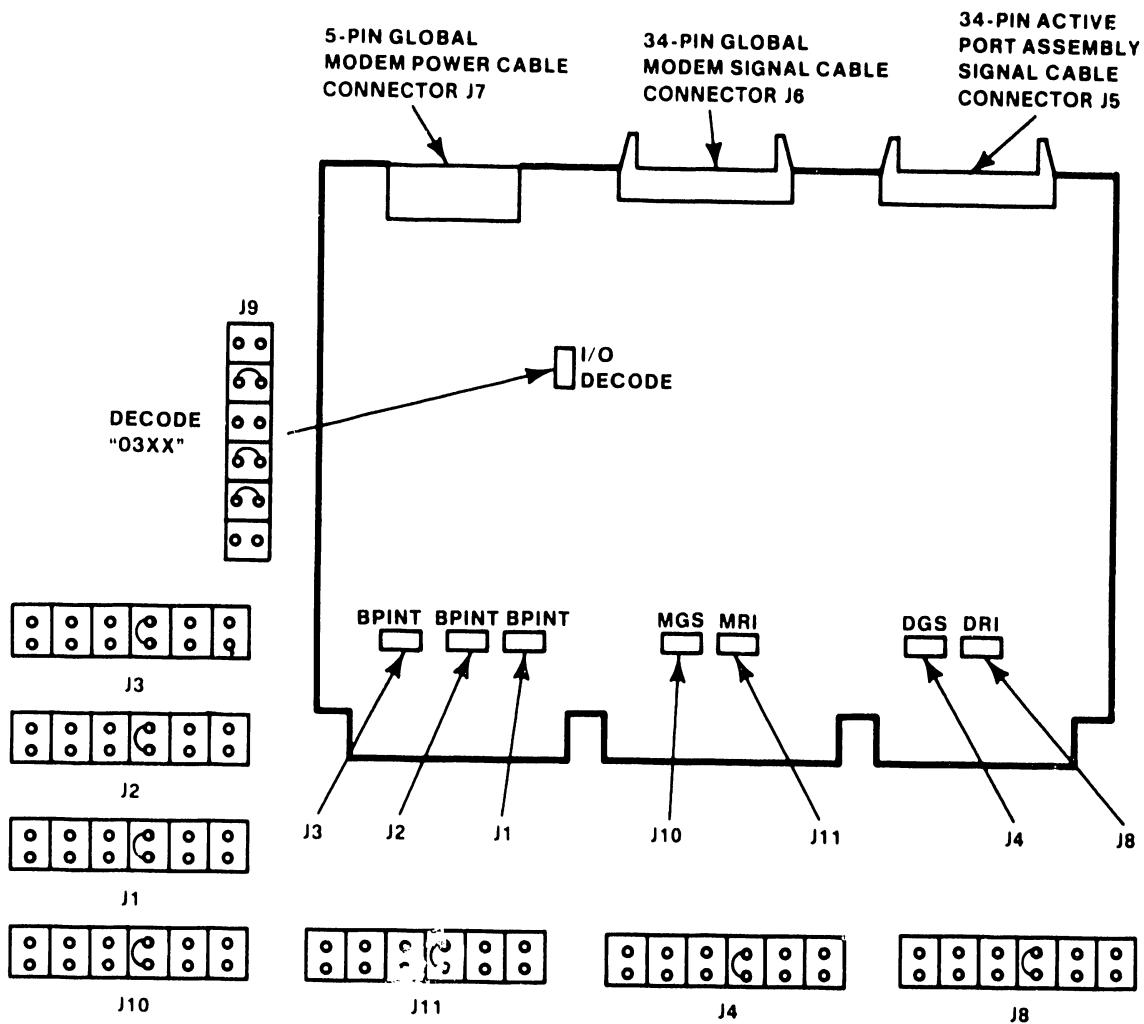 5-PIN GLOBAL
MODEM POWER CABLE
CONNECTOR J7
34-PIN GLOBAL
MODEM SIGNAL CABLE
CONNECTOR J6
34-PIN ACTIVE
PORT ASSEMBLY
SIGNAL CABLE
CONNECTOR J5
J9
I/O
DECODE
DECODE
“03XX”
BPINT BPINT BPINT
MGS MRI
DGS DRI
J3
J2
J1
J3
J2
J1
J10
J11
J4
J8
J10
J11
J4
J8